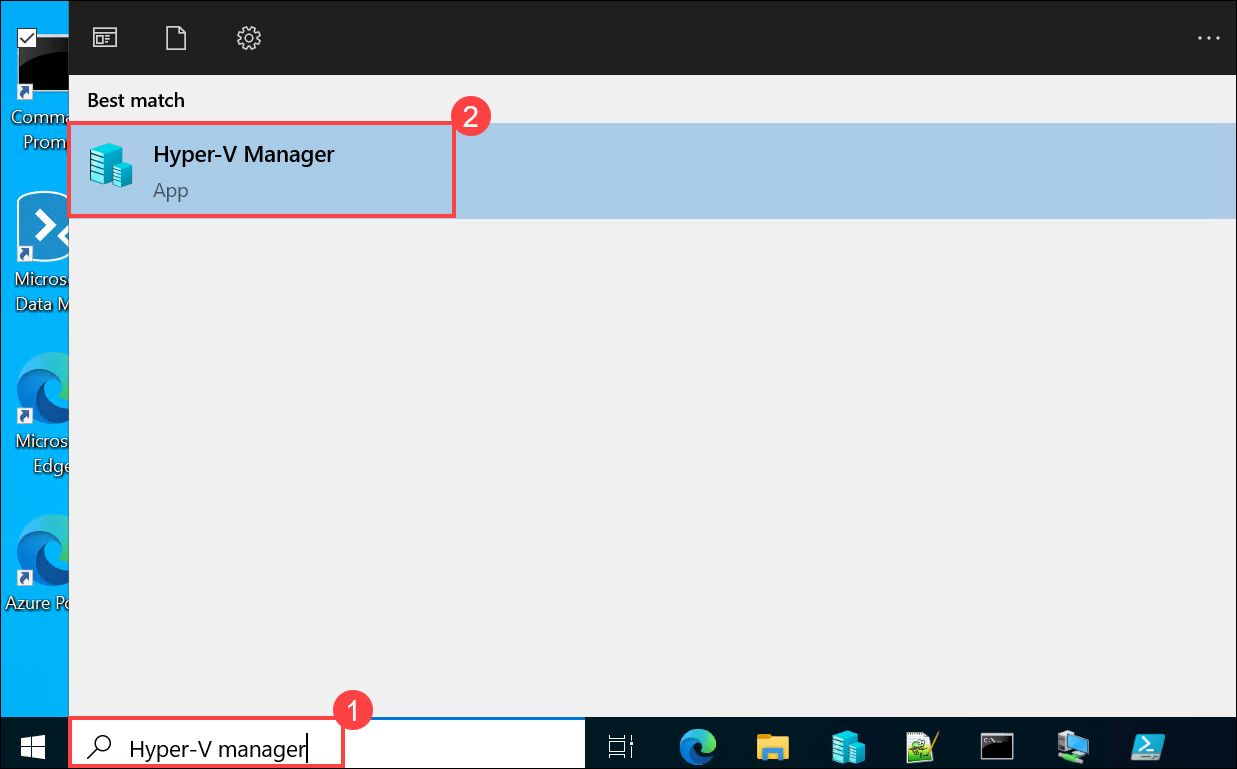 Best match
2
Hyper-V Manager
App
Comma
Prom
Micros
Data M
Micros
Edge
Azure Po
1
Hyper-V manager